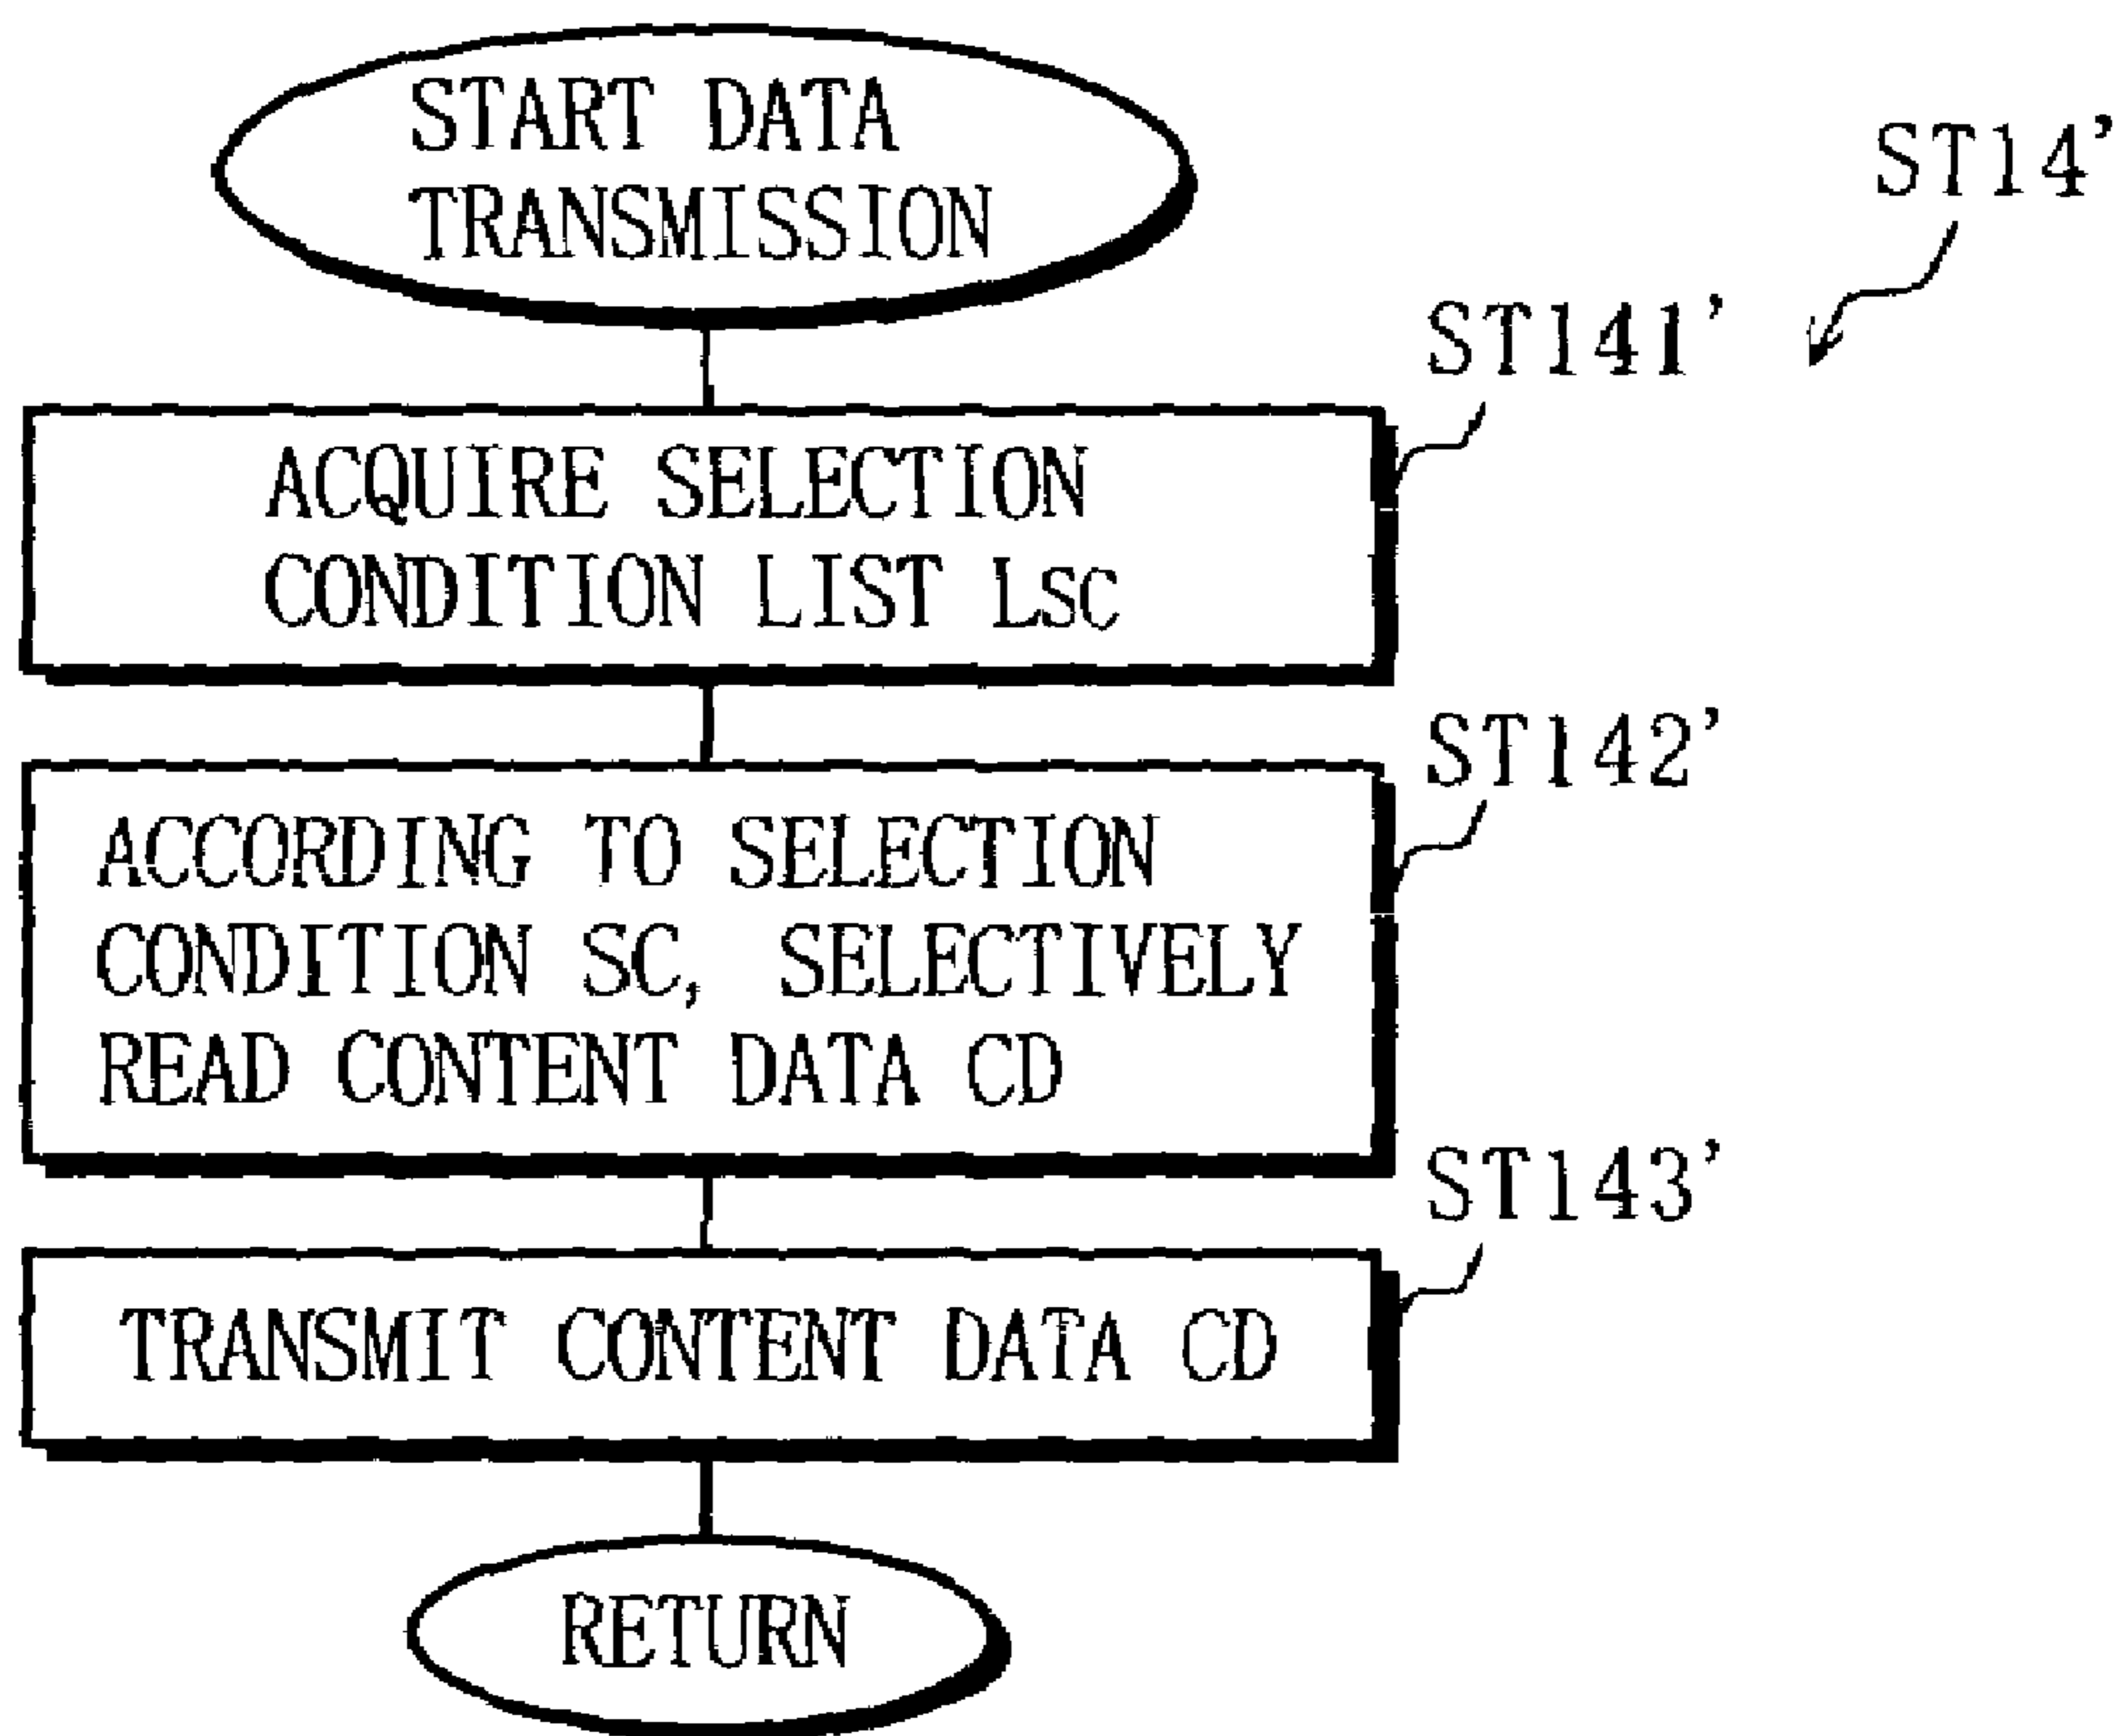 START DATA
TRANSMISSION
ST14'
ST141'
ACQUIRE SELECTION
CONDITION LIST LSC
ST142'
ACCORDING TO SELECTION
CONDITION SC, SELECTIVELY
READ CONTENT DATA CD
ST143'
TRANSMIT CONTENT DATA CD
RETURN